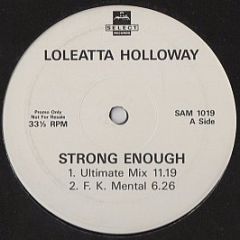 SELECT
LOLEATTA HOLLOWAY
Promo Only
Not For Resale
33⅓ RPM
SAM 1019
A Side
STRONG ENOUGH
1. Ultimate Mix 11.19
2. F. K. Mental 6.26